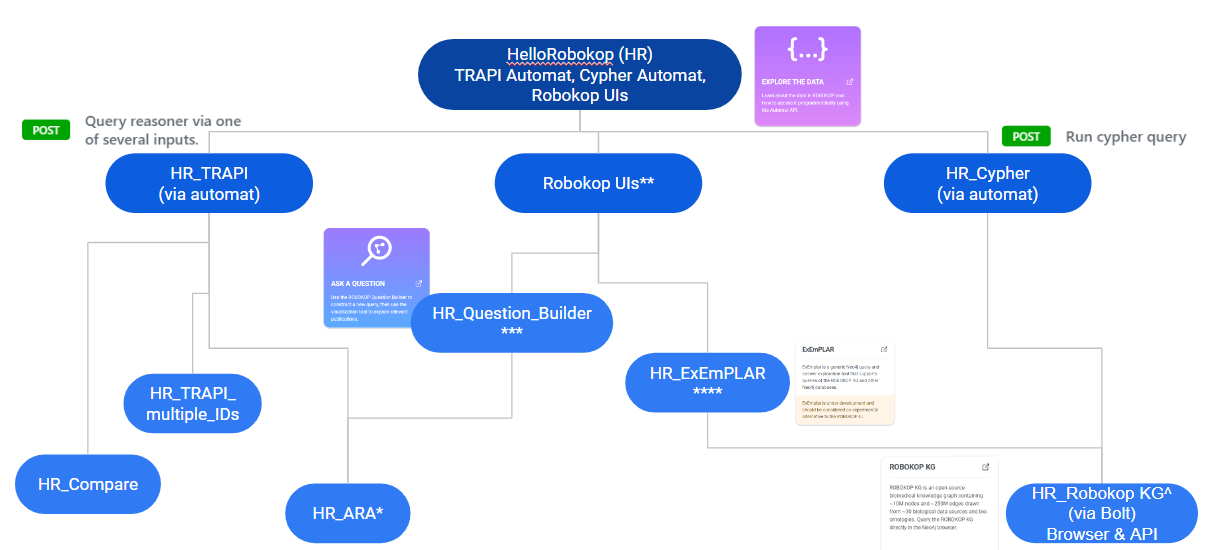 HelloRobokop (HR)
TRAPI Automat, Cypher Automat,
Robokop UIs
{...}
EXPLORE THE DATA
Learn about the data in ROBOKOP and
how to access it programmatically using
the Automat API.
POST
Query reasoner via one
of several inputs.
POST
Run cypher query
HR_TRAPI
(via automat)
Robokop UIs**
HR_Cypher
(via automat)
ASK A QUESTION
Use the ROBOKOP Question Builder to
construct a new query, then use the
visualization tool to explore relevant
publications.
HR_Question_Builder
***
HR_ExEmPLAR
****
ExEmPLAR
ExEmplar is a generic Neo4j query and
answer exploration tool that supports
queries of the ROBOKOP KG and other
Neo4j databases.
ExEmplar is under development and
should be considered an experimental
alternative to the ROBOKOP U I
HR_TRAPI_
multiple_IDs
HR_Compare
HR_ARA*
ROBOKOP KG
ROBOKOP KG is an open-source
biomedical knowledge graph containing
~10M nodes and ~250M edges drawn
from ~30 biological data sources and bio-
ontologies, Query the ROBOKOP KG
directly in the Neo4j browser.
HR_Robokop KG^
(via Bolt)
Browser & API